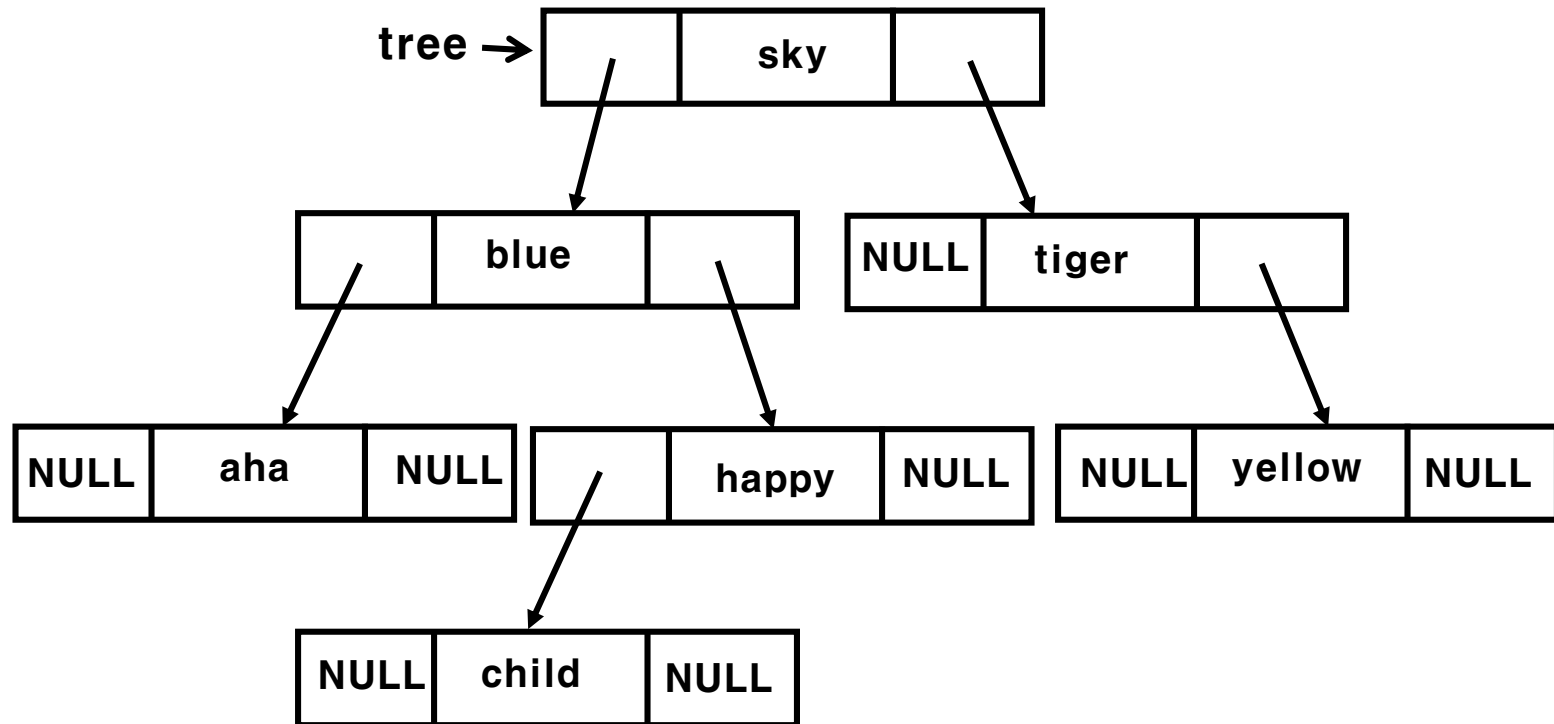 tree
sky
blue
NULL tiger
NULL aha NULL
happy NULL
NULL yellow NULL
NULL child NULL